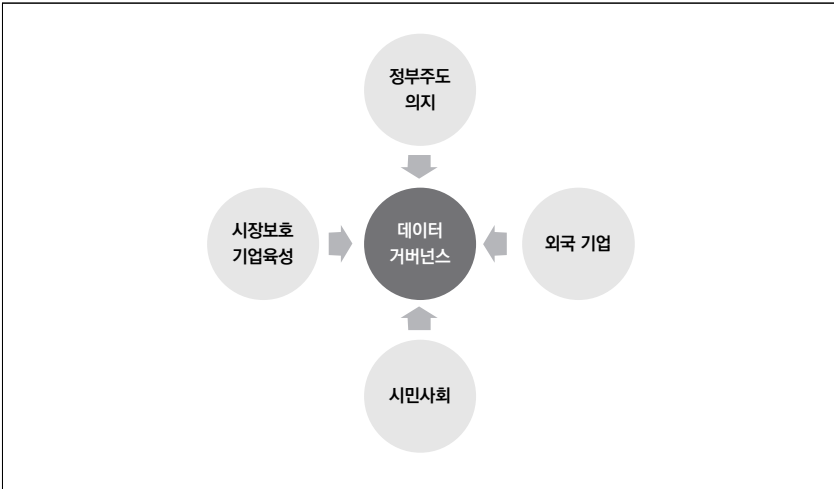 정부주도
의지
시장보호
기업육성
데이터
거버넌스
외국 기업
시민사회